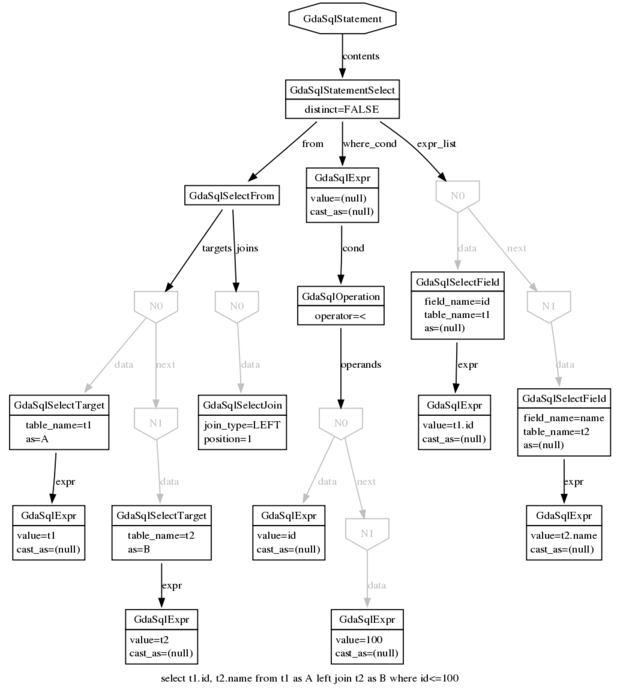 GdaSqlStatement
contents
GdaSqlStatementSelect
distinct=FALSE
from
where_cond
expr_list
GdaSqlSelectFrom
GdaSqlExpr
value=(null)
cast_as=(null)
N0
targets
joins
cond
data
next
N0
N0
GdaSqlOperation
operator=<
GdaSqlSelectField
field_name=id
table_name=t1
as=(null)
N1
data
next
data
operands
expr
data
GdaSqlSelectTarget
table_name=t1
as=A
N1
GdaSqlSelectJoin
join_type=LEFT
position=1
N0
GdaSqlExpr
value=t1.id
cast_as=(null)
GdaSqlSelectField
field_name=name
table_name=t2
as=(null)
expr
data
data
next
expr
GdaSqlExpr
value=t1
cast_as=(null)
GdaSqlSelectTarget
table_name=t2
as=B
GdaSqlExpr
value=id
cast_as=(null)
N1
GdaSqlExpr
value=t2.name
cast_as=(null)
expr
data
GdaSqlExpr
value=t2
cast_as=(null)
GdaSqlExpr
value=100
cast_as=(null)
select t1.id, t2.name from t1 as A left join t2 as B where id<=100